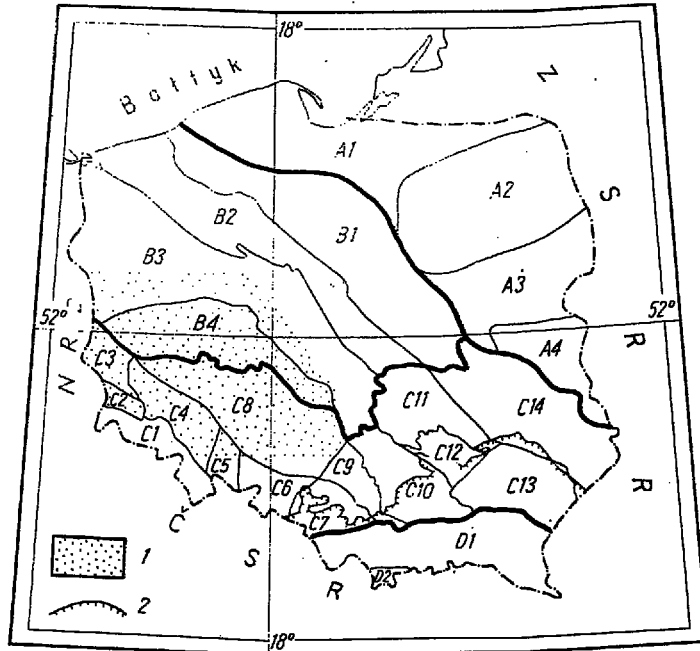 18°
Bałtyk
Z
A1
A2
S
B2
B1
B3
A3
52°
52°
B4
R
N
R
C3
A4
C2
C4
C8
C11
C14
C1
C12
C5
C9
C6
C10
C13
R
C7
Č
D1
1
S
D2
R
2
18°